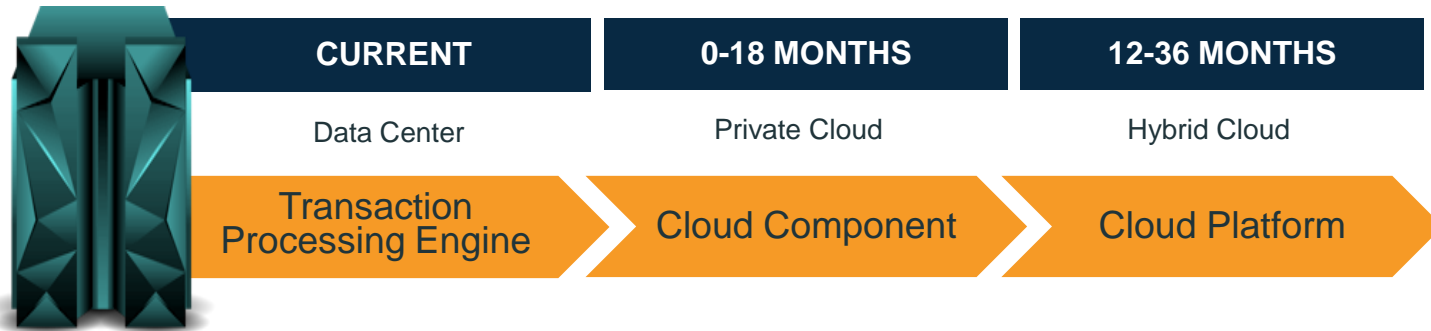 CURRENT
0-18 MONTHS
12-36 MONTHS
Data Center
Private Cloud
Hybrid Cloud
Transaction
Processing Engine
Cloud Component
Cloud Platform